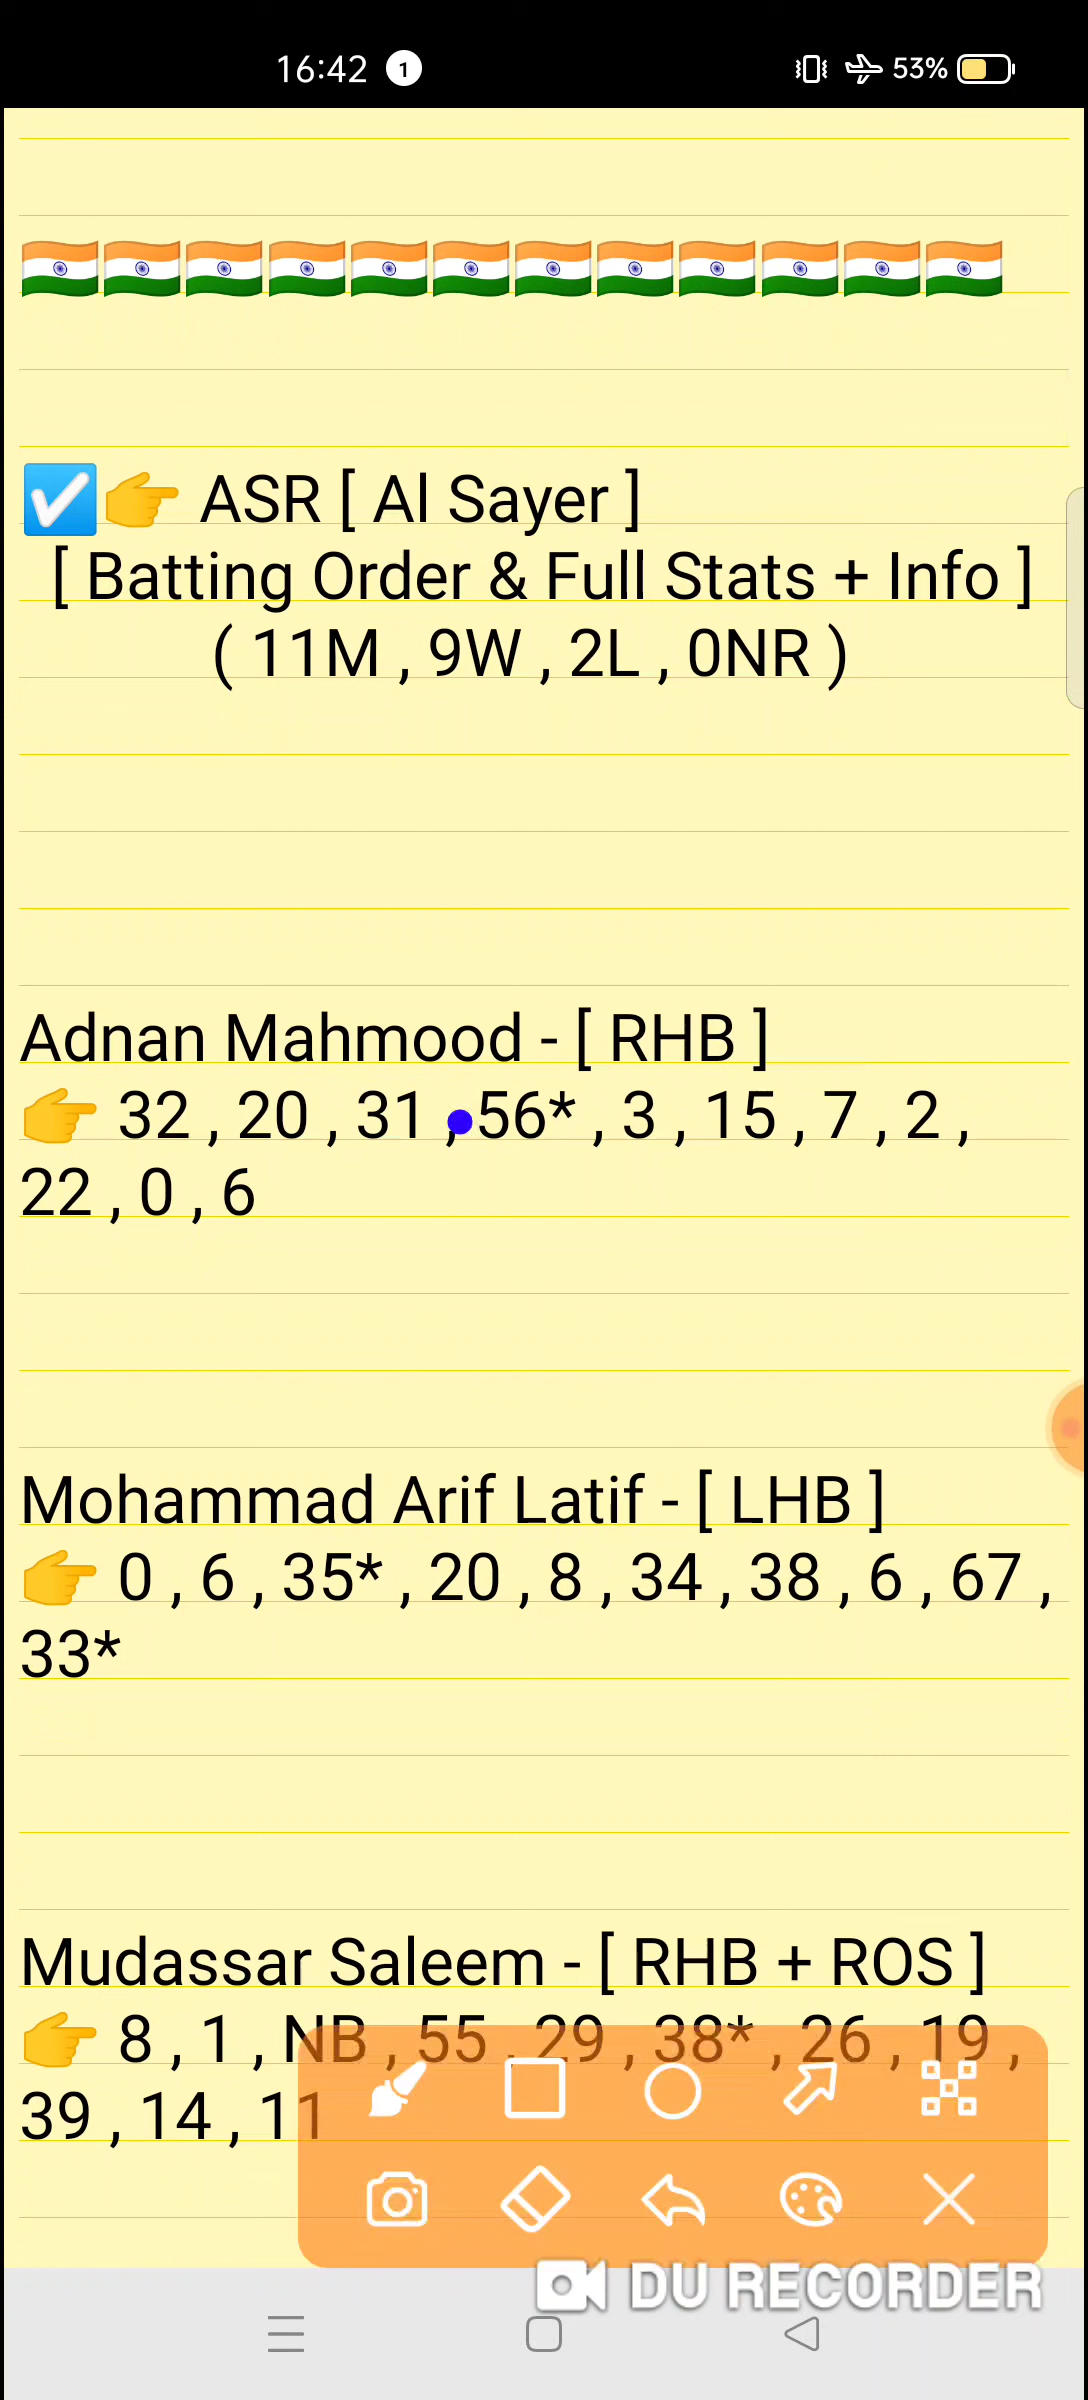 16:42 1 53%
🇮🇳🇮🇳🇮🇳🇮🇳🇮🇳🇮🇳🇮🇳🇮🇳🇮🇳🇮🇳🇮🇳🇮🇳
☑👉 ASR [ Al Sayer ]
[ Batting Order & Full Stats + Info ]
( 11M , 9W , 2L , 0NR )
Adnan Mahmood - [ RHB ]
👉 32 , 20 , 31 , 56* , 3 , 15 , 7 , 2 ,
22 , 0 , 6
Mohammad Arif Latif - [ LHB ]
👉 0 , 6 , 35* , 20 , 8 , 34 , 38 , 6 , 67 ,
33*
Mudassar Saleem - [ RHB + ROS ]
👉 8 , 1 , NB , 55 , 29 , 38* , 26 , 19 ,
39 , 14 , 11
DU RECORDER